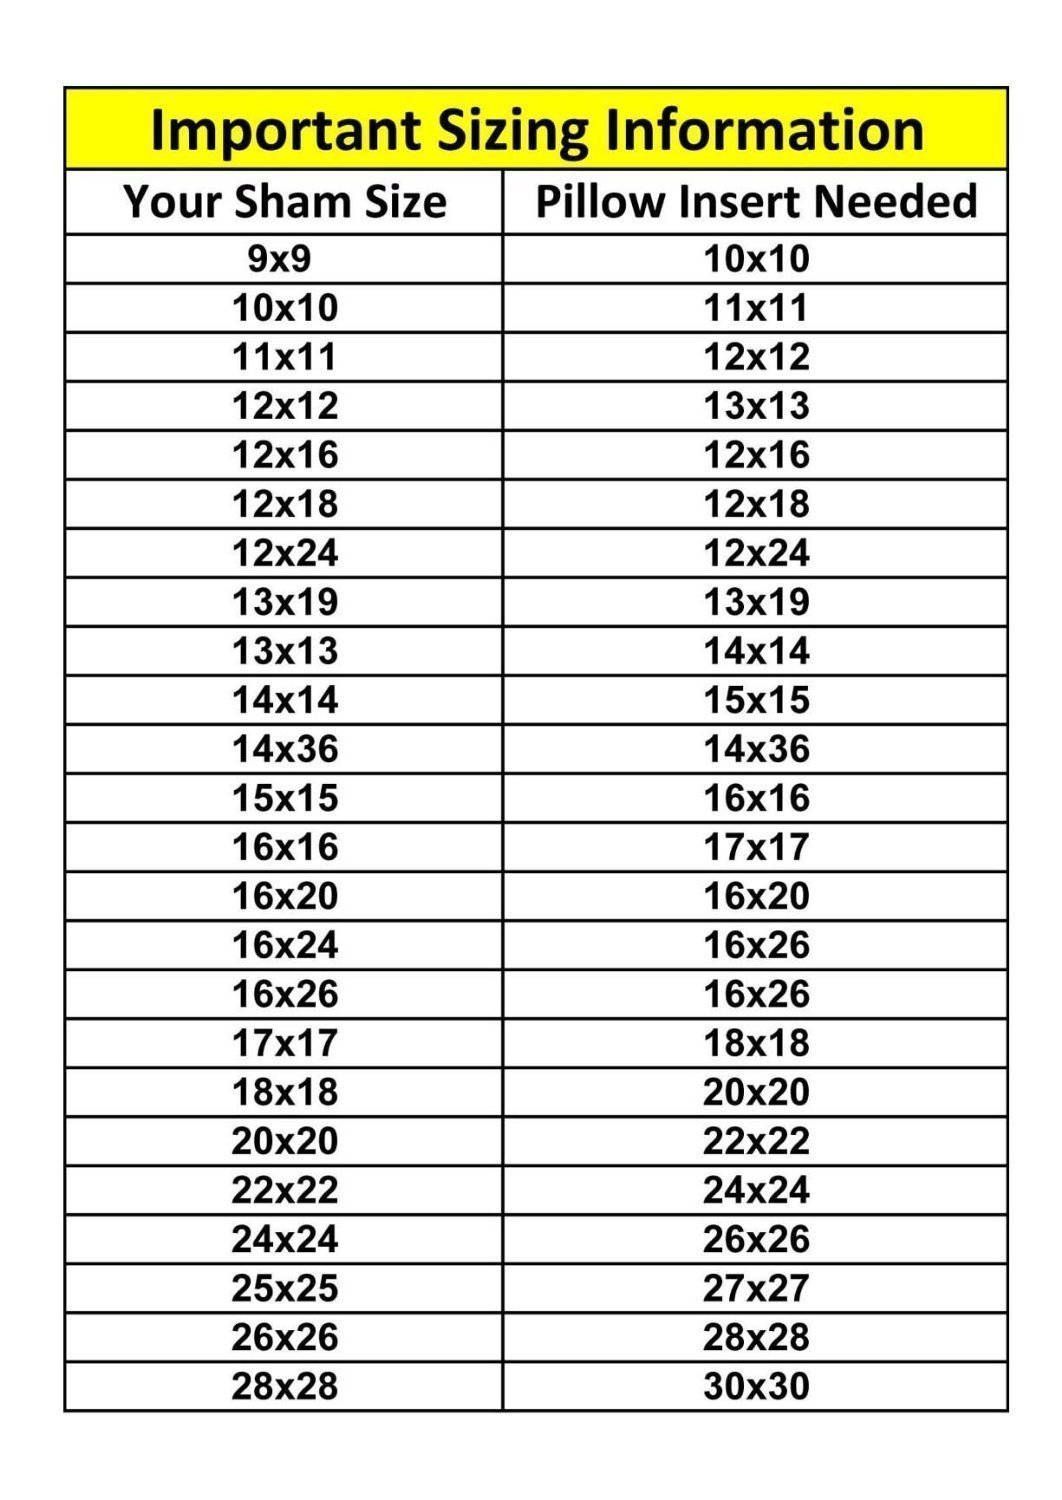 Important Sizing Information
Your Sham Size Pillow Insert Needed
9x9 10x10
10x10 11x11
11x11 12x12
12x12 13x13
12x16 12x16
12x18 12x18
12x24 12x24
13x19 13x19
13x13 14x14
14x14 15x15
14x36 14x36
15x15 16x16
16x16 17x17
16x20 16x20
16x24 16x26
16x26 16x26
17x17 18x18
18x18 20x20
20x20 22x22
22x22 24x24
24x24 26x26
25x25 27x27
26x26 28x28
28x28 30x30